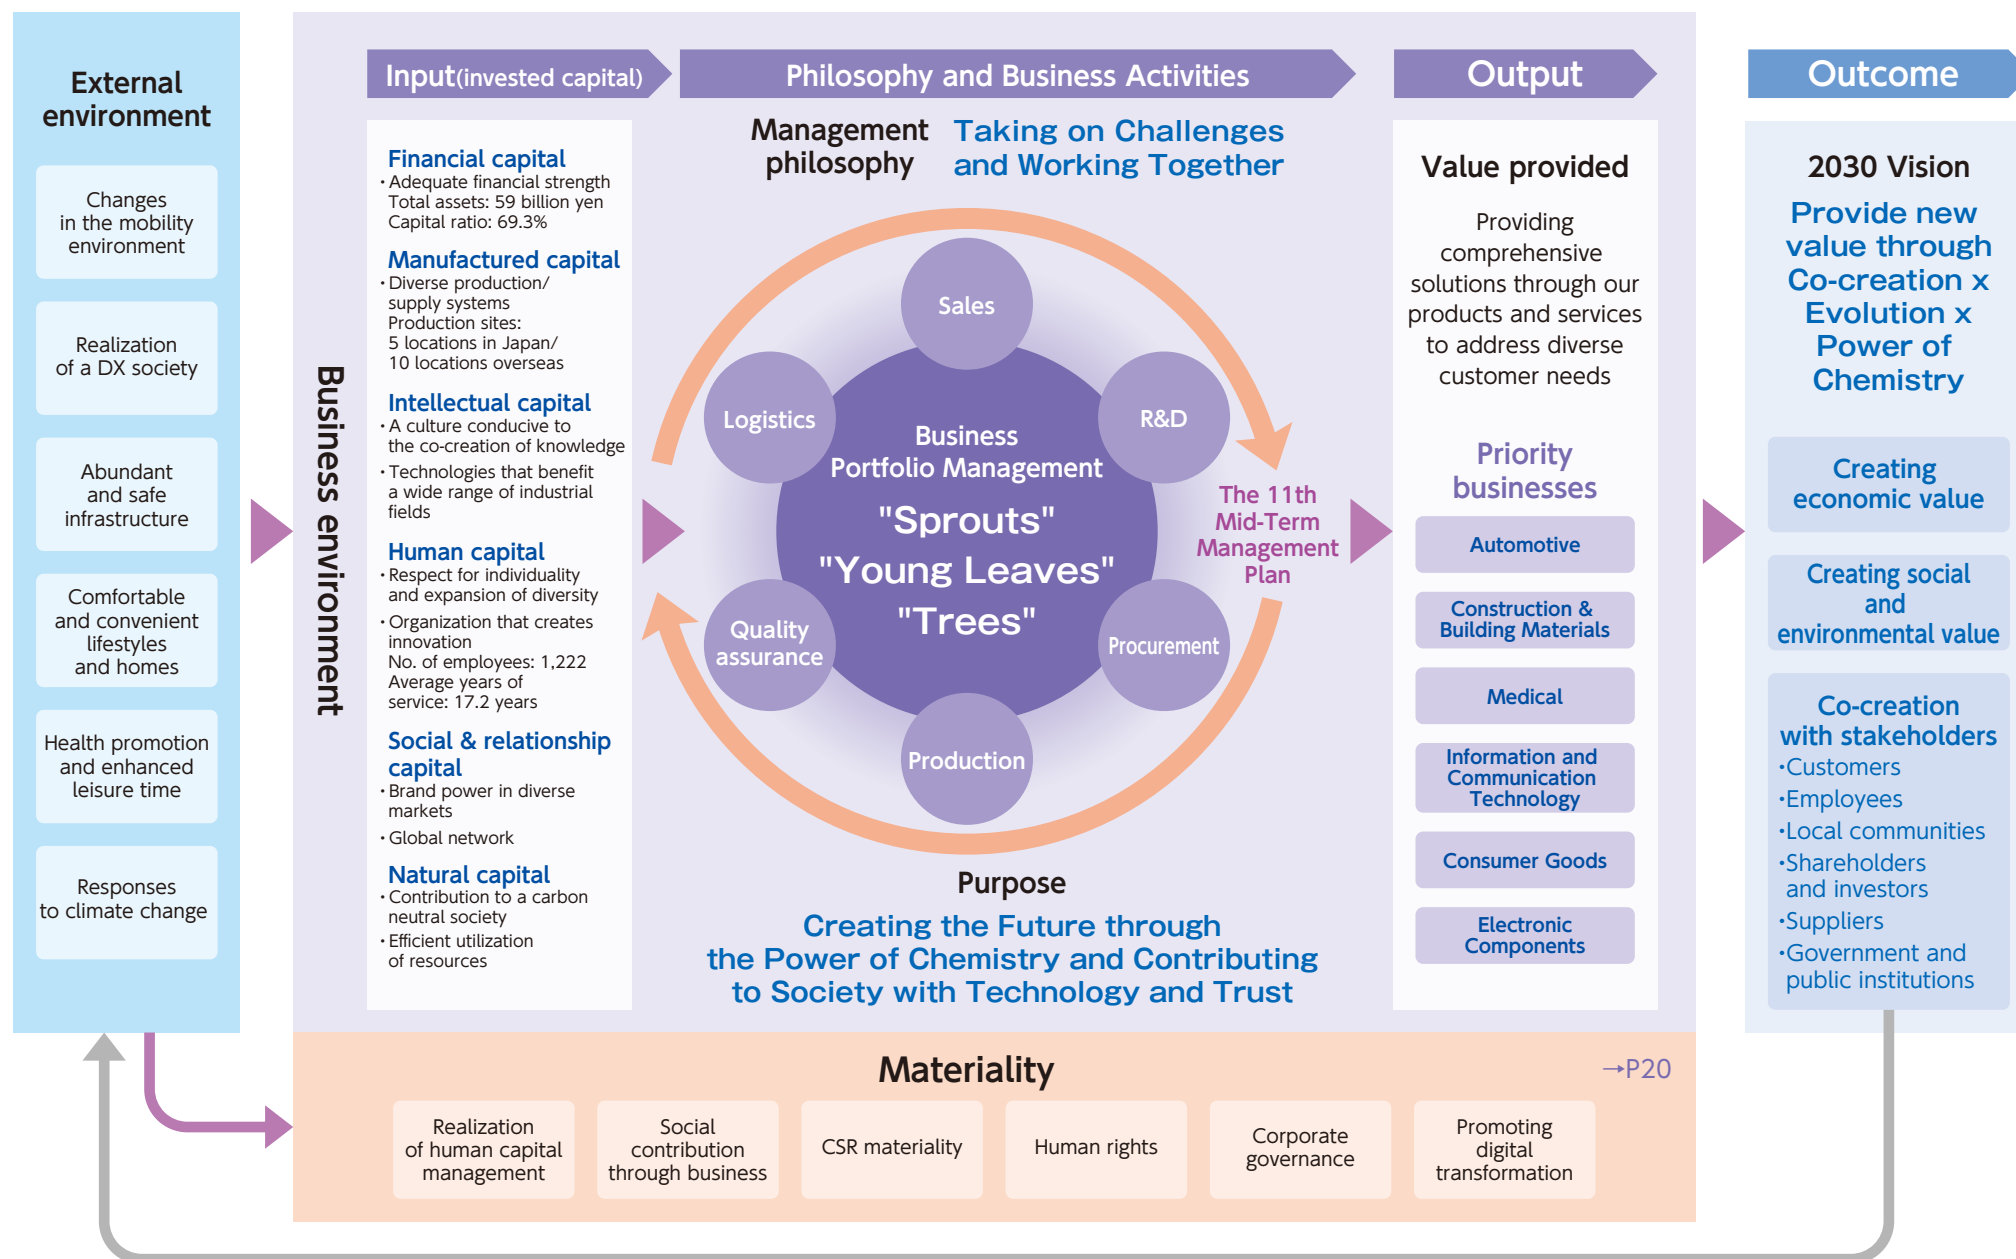 External
environment
Changes
in the mobility
environment
Realization
of a DX society
Abundant
and safe
infrastructure
Comfortable
and convenient
lifestyles
and homes
Health promotion
and enhanced
leisure time
Responses
to climate change
Business environment
Input(invested capital)
Financial capital
・Adequate financial strength
Total assets: 59 billion yen
Capital ratio: 69.3%
Manufactured capital
・Diverse production/
supply systems
Production sites:
5 locations in Japan/
10 locations overseas
Intellectual capital
・A culture conducive to
the co-creation of knowledge
・Technologies that benefit
a wide range of industrial
fields
Human capital
・Respect for individuality
and expansion of diversity
・Organization that creates
innovation
No. of employees: 1,222
Average years of
service: 17.2 years
Social & relationship
capital
・Brand power in diverse
markets
・Global network
Natural capital
・Contribution to a carbon
neutral society
・Efficient utilization
of resources
Philosophy and Business Activities
Management
philosophy
Taking on Challenges
and Working Together
Sales
Logistics
R&D
Business
Portfolio Management
"Sprouts"
"Young Leaves"
"Trees"
Quality
assurance
Procurement
Production
The 11th
Mid-Term
Management
Plan
Purpose
Creating the Future through
the Power of Chemistry and Contributing
to Society with Technology and Trust
Output
Value provided
Providing
comprehensive
solutions through our
products and services
to address diverse
customer needs
Priority
businesses
Automotive
Construction &
Building Materials
Medical
Information and
Communication
Technology
Consumer Goods
Electronic
Components
Outcome
2030 Vision
Provide new
value through
Co-creation x
Evolution x
Power of
Chemistry
Creating
economic value
Creating social
and
environmental value
Co-creation
with stakeholders
・Customers
・Employees
・Local communities
・Shareholders
and investors
・Suppliers
・Government and
public institutions
Materiality
→P20
Realization
of human capital
management
Social
contribution
through business
CSR materiality
Human rights
Corporate
governance
Promoting
digital
transformation